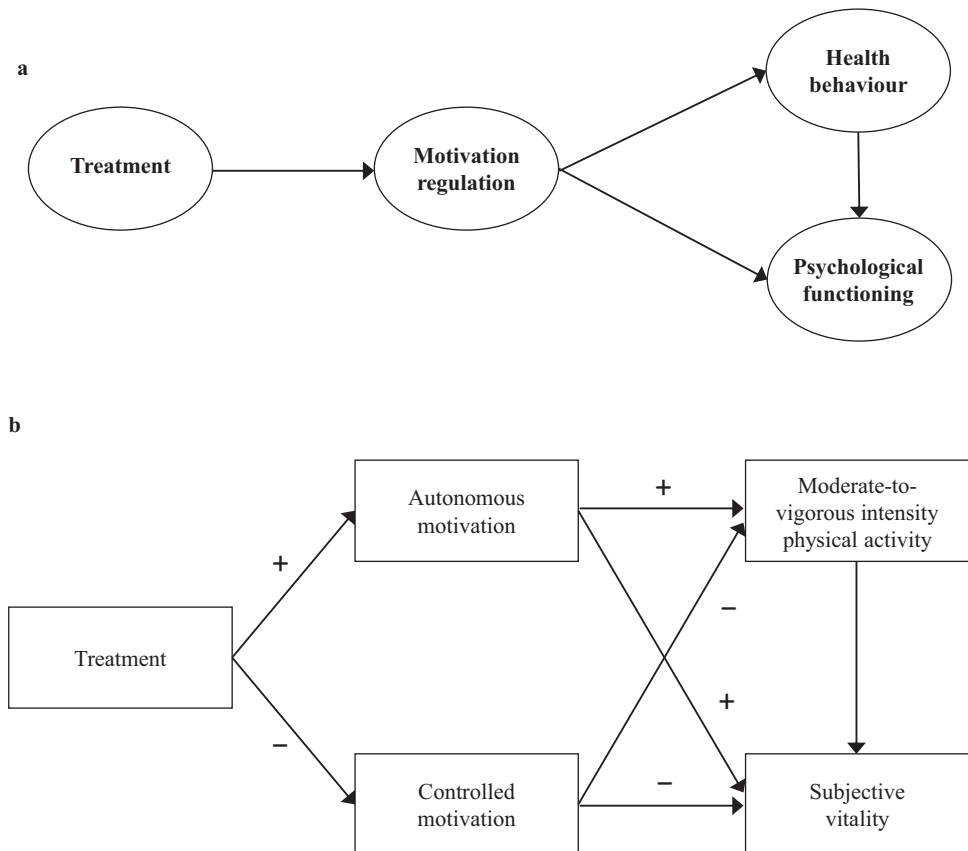 a
Health
behaviour
Treatment
Motivation
regulation
Psychological
functioning
b
Autonomous
motivation
+
Moderate-to-
vigorous intensity
physical activity
+
−
Treatment
+
−
Controlled
motivation
−
Subjective
vitality